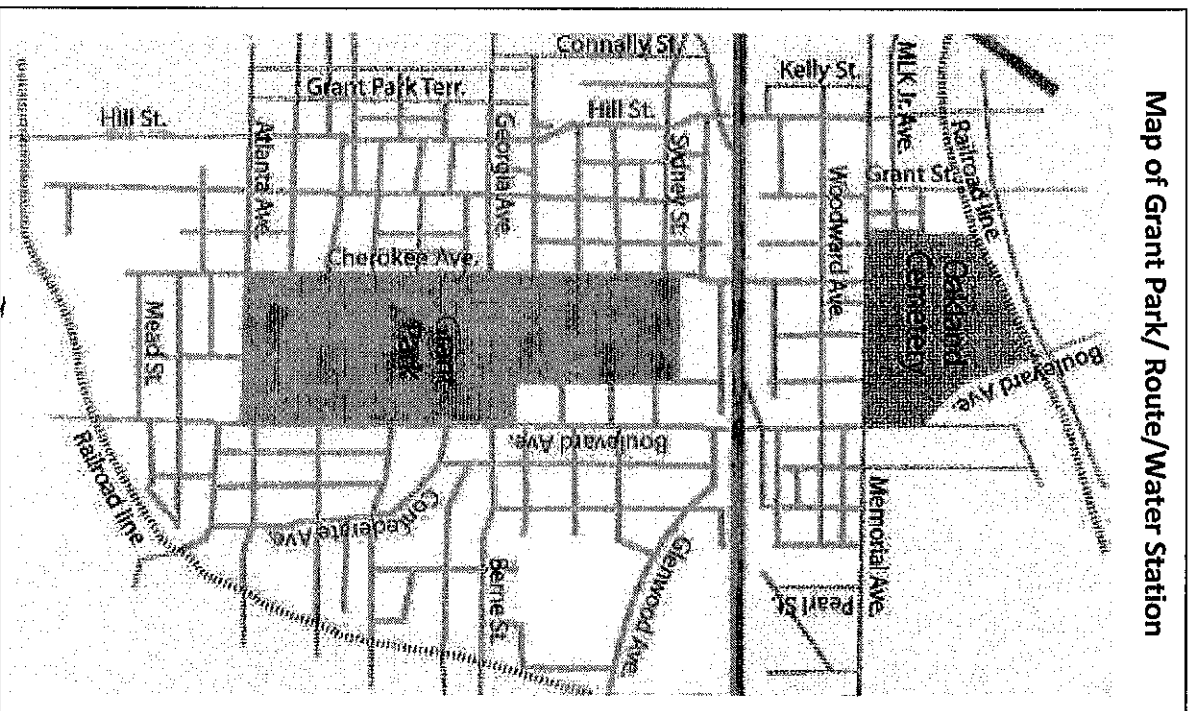 Map of Grant Park/ Route/Water Station
Connally St.
Kelly St.
MLK Jr. Ave.
Grant Park Terr.
Hill St.
Hill St.
Railroad line
Atlanta Ave.
Georgia Ave.
Sydney St.
Woodward Ave.
Grant St.
Cherokee Ave.
Oakland
Cemetery
Mead St.
Grant
Park
Boulevard Ave.
Boulevard Ave.
Railroad line
Confederate Ave.
Memorial Ave.
Glenwood Ave.
Berne St.
Pearl St.